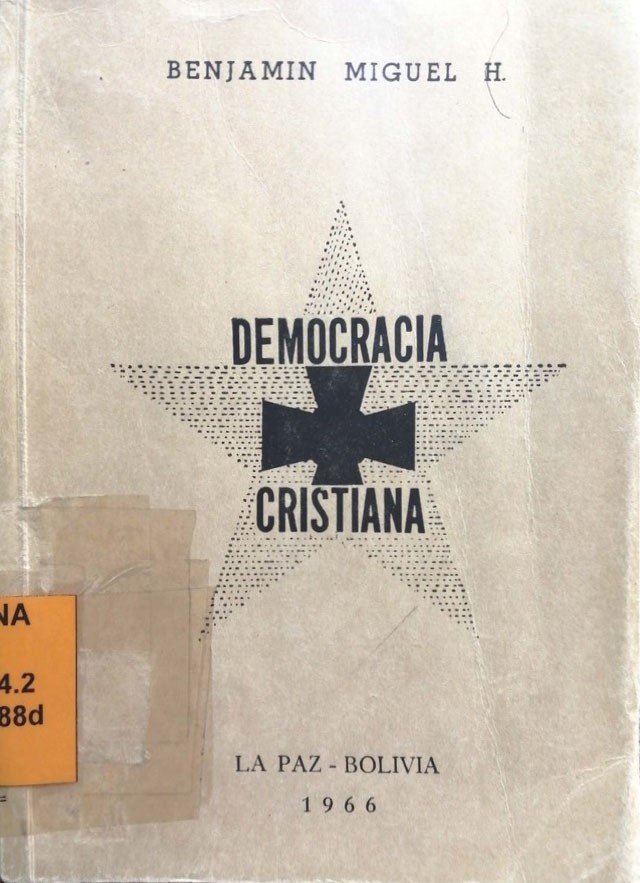 BENJAMIN MIGUEL H.
DEMOCRACIA
CRISTIANA
NA
4.2
88d
LA PAZ - BOLIVIA
1966